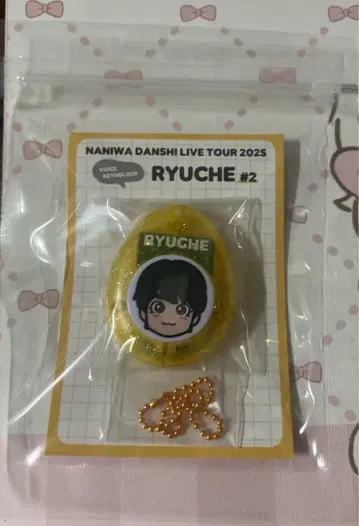 NANIWA DANSHI LIVE TOUR 2025
VOICE
KEYHOLDER
RYUCHE #2
RYUCHE